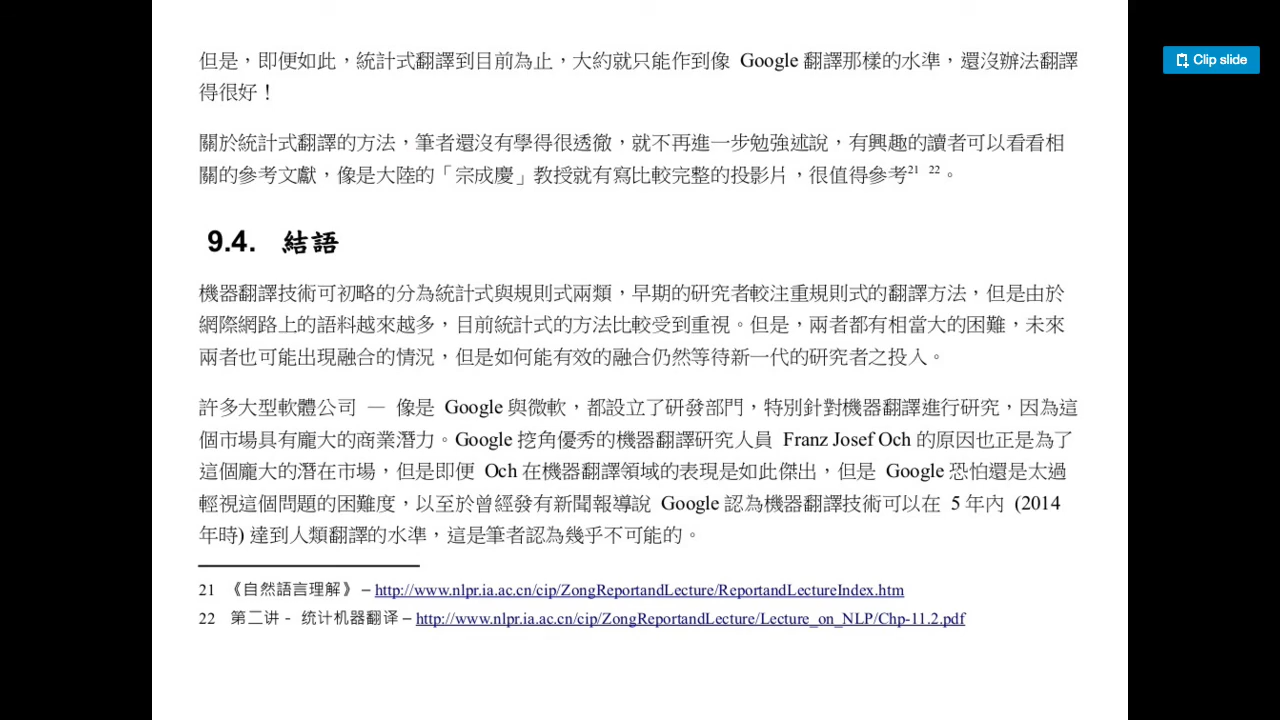 但是，即便如此，統計式翻譯到目前為止，大約就只能作到像 Google 翻譯那樣的水準，還沒辦法翻譯
得很好！
Clip slide
關於統計式翻譯的方法，筆者還沒有學得很透徹，就不再進一步勉強述說，有興趣的讀者可以看看相
關的參考文獻，像是大陸的「宗成慶」教授就有寫比較完整的投影片，很值得參考21 22。
9.4. 結語
機器翻譯技術可初略的分為統計式與規則式兩類，早期的研究者較注重規則式的翻譯方法，但是由於
網際網路上的語料越來越多，目前統計式的方法比較受到重視。但是，兩者都有相當大的困難，未來
兩者也可能出現融合的情況，但是如何能有效的融合仍然等待新一代的研究者之投入。
許多大型軟體公司 — 像是 Google 與微軟，都設立了研發部門，特別針對機器翻譯進行研究，因為這
個市場具有龐大的商業潛力。Google 挖角優秀的機器翻譯研究人員 Franz Josef Och 的原因也正是為了
這個龐大的潛在市場，但是即便 Och 在機器翻譯領域的表現是如此傑出，但是 Google 恐怕還是太過
輕視這個問題的困難度，以至於曾經發有新聞報導說 Google 認為機器翻譯技術可以在 5 年內 (2014
年時) 達到人類翻譯的水準，這是筆者認為幾乎不可能的。
21 《自然語言理解》 – http://www.nlpr.ia.ac.cn/cip/ZongReportandLecture/ReportandLectureIndex.htm
22 第二讲 - 统计机器翻译 – http://www.nlpr.ia.ac.cn/cip/ZongReportandLecture/Lecture_on_NLP/Chp-11.2.pdf